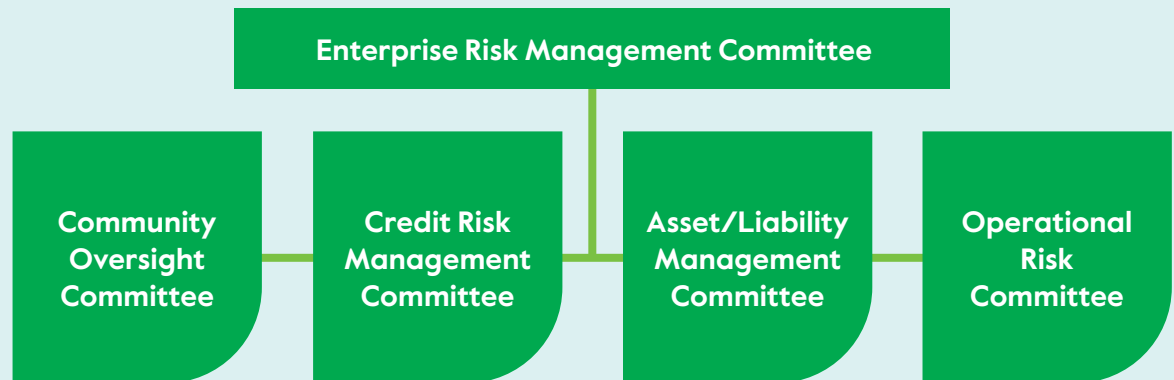 Enterprise Risk Management Committee
Community
Oversight
Committee
Credit Risk
Management
Committee
Asset/Liability
Management
Committee
Operational
Risk
Committee